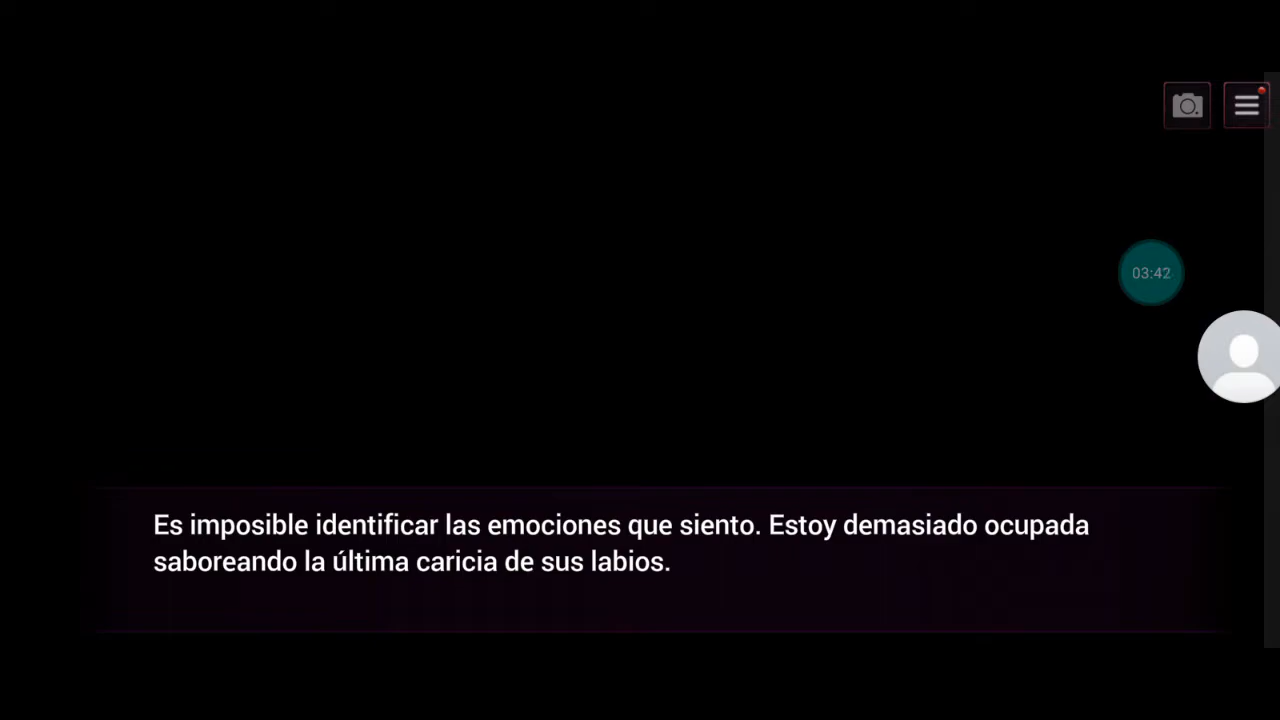 03:42
Es imposible identificar las emociones que siento. Estoy demasiado ocupada
saboreando la última caricia de sus labios.